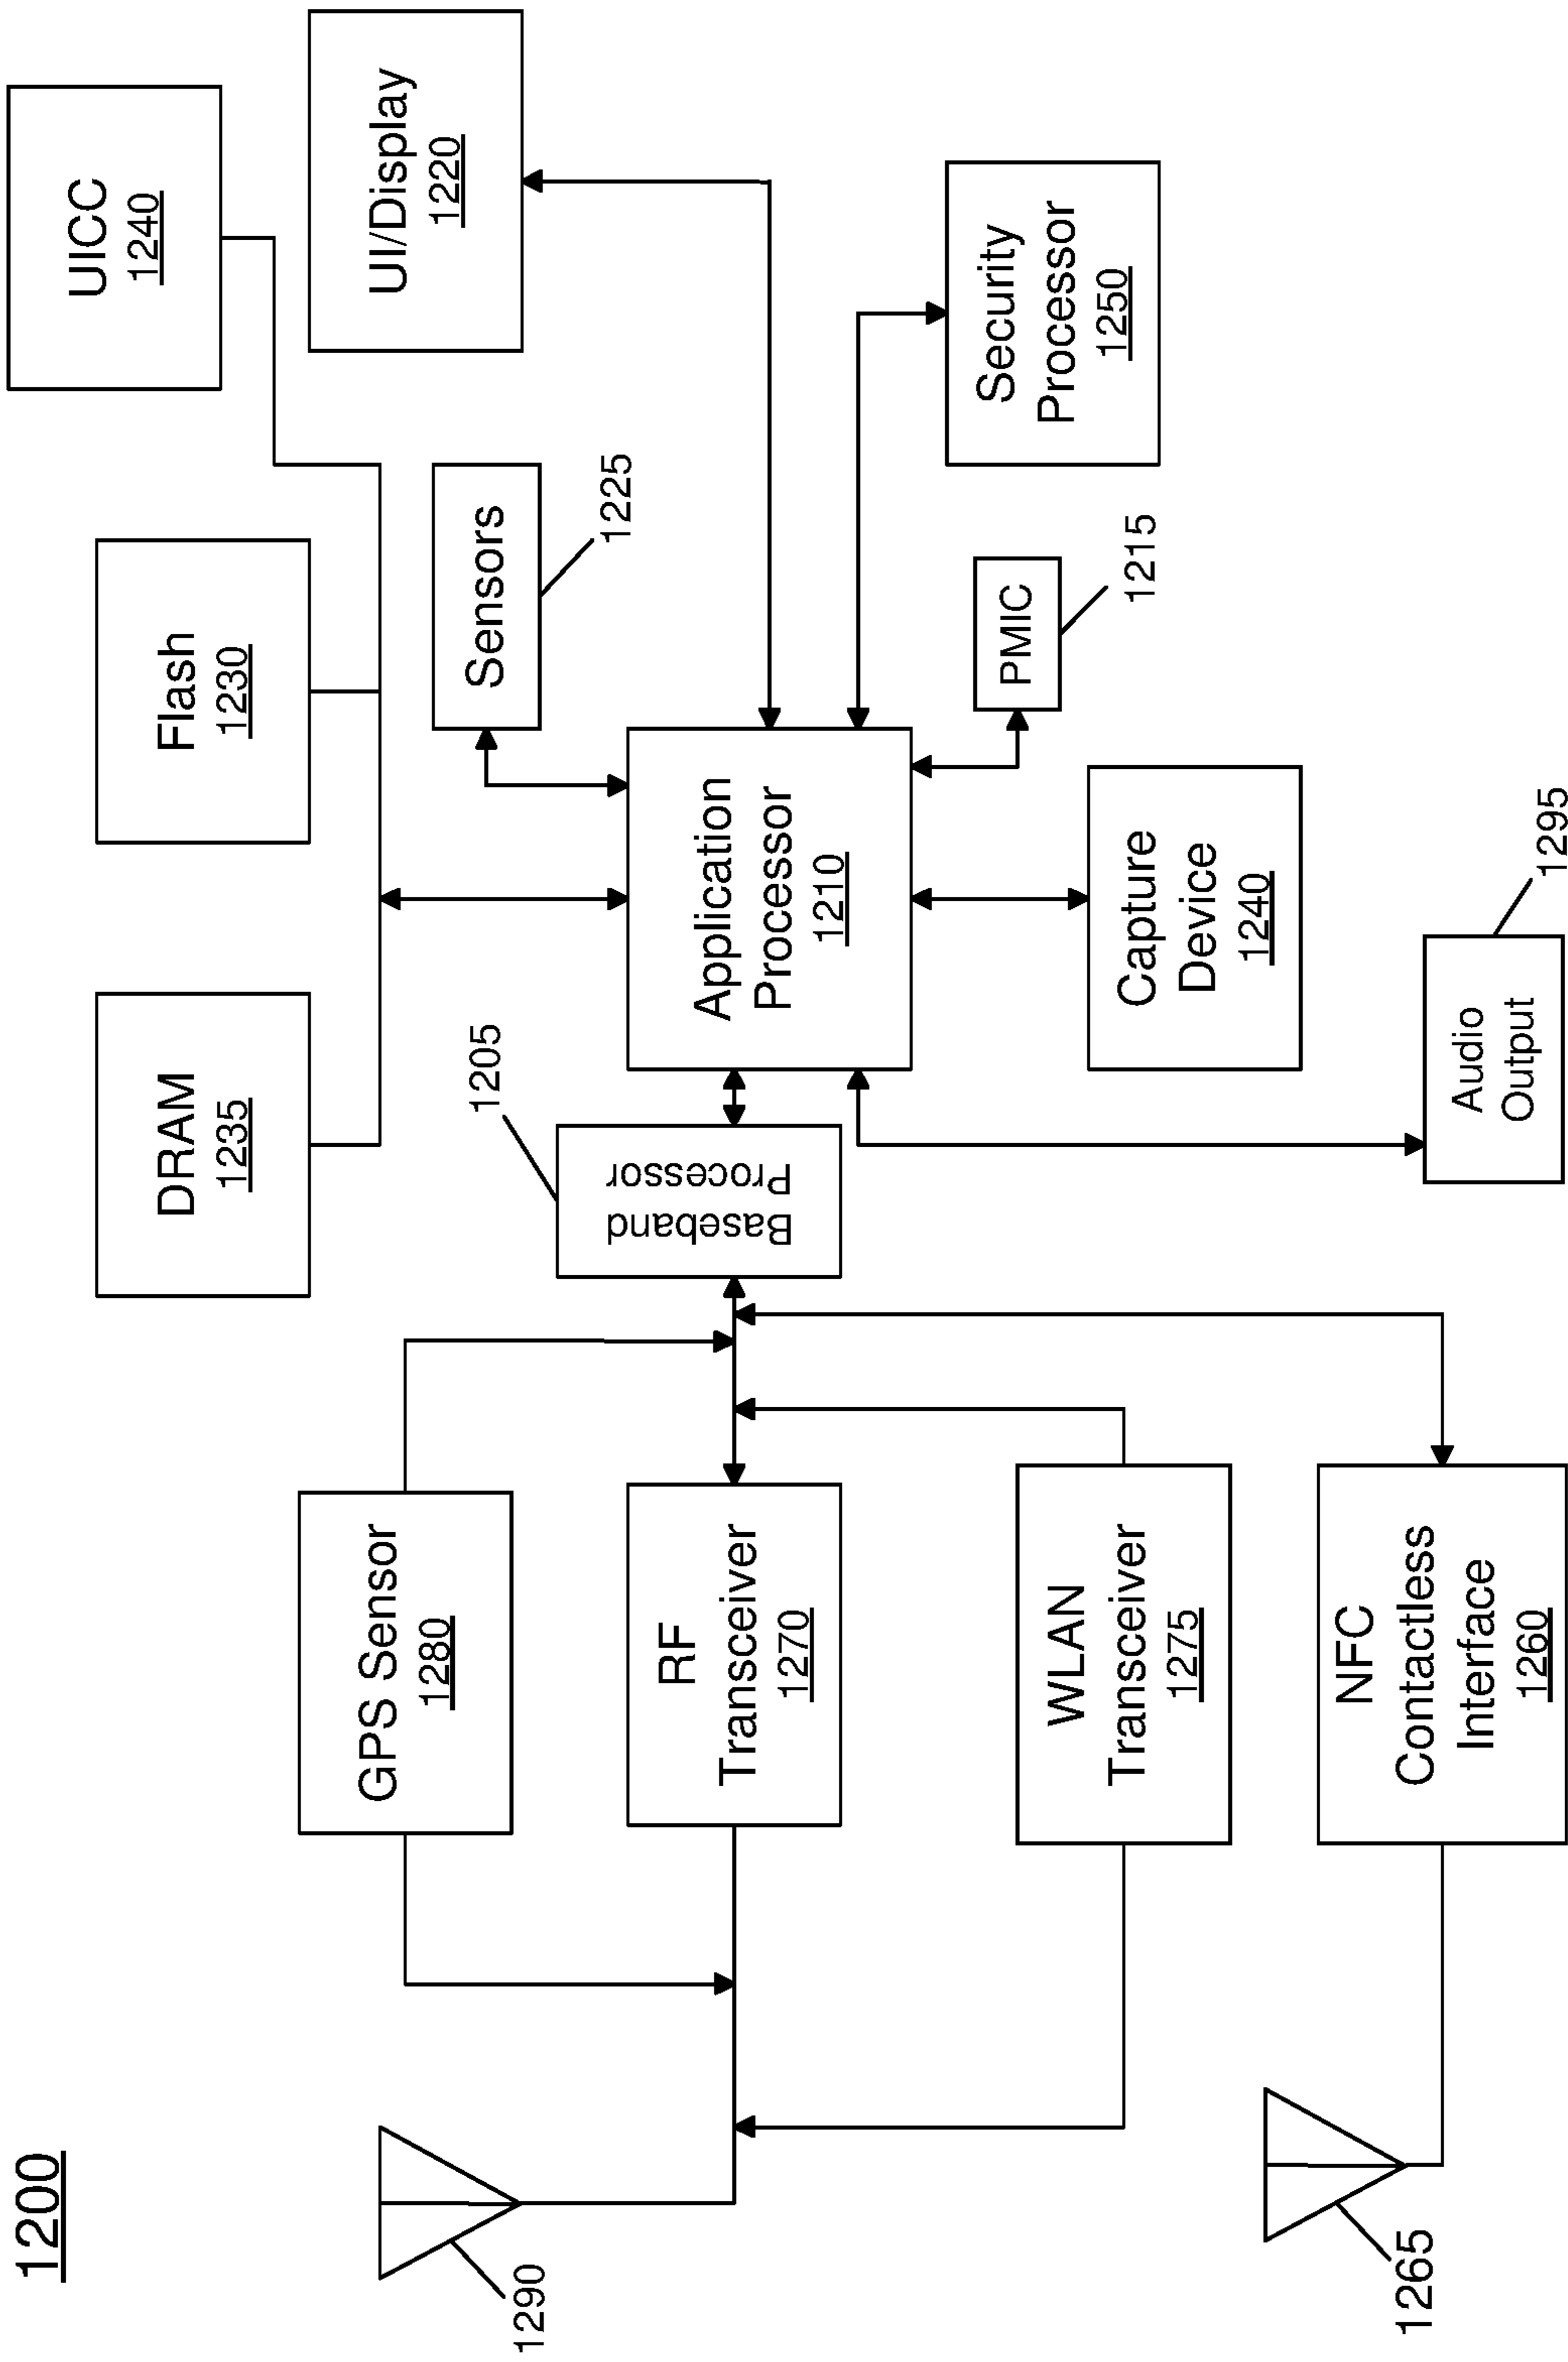 1200
UICC
1240
Flash
1230
DRAM
1235
UI/Display
1220
Sensors
1225
GPS Sensor
1280
1290
1205
Baseband
Processor
Application
Processor
1210
RF
Transceiver
1270
Security
Processor
1250
PMIC
1215
Capture
Device
1240
WLAN
Transceiver
1275
Audio
Output
1295
NFC
Contactless
Interface
1260
1265